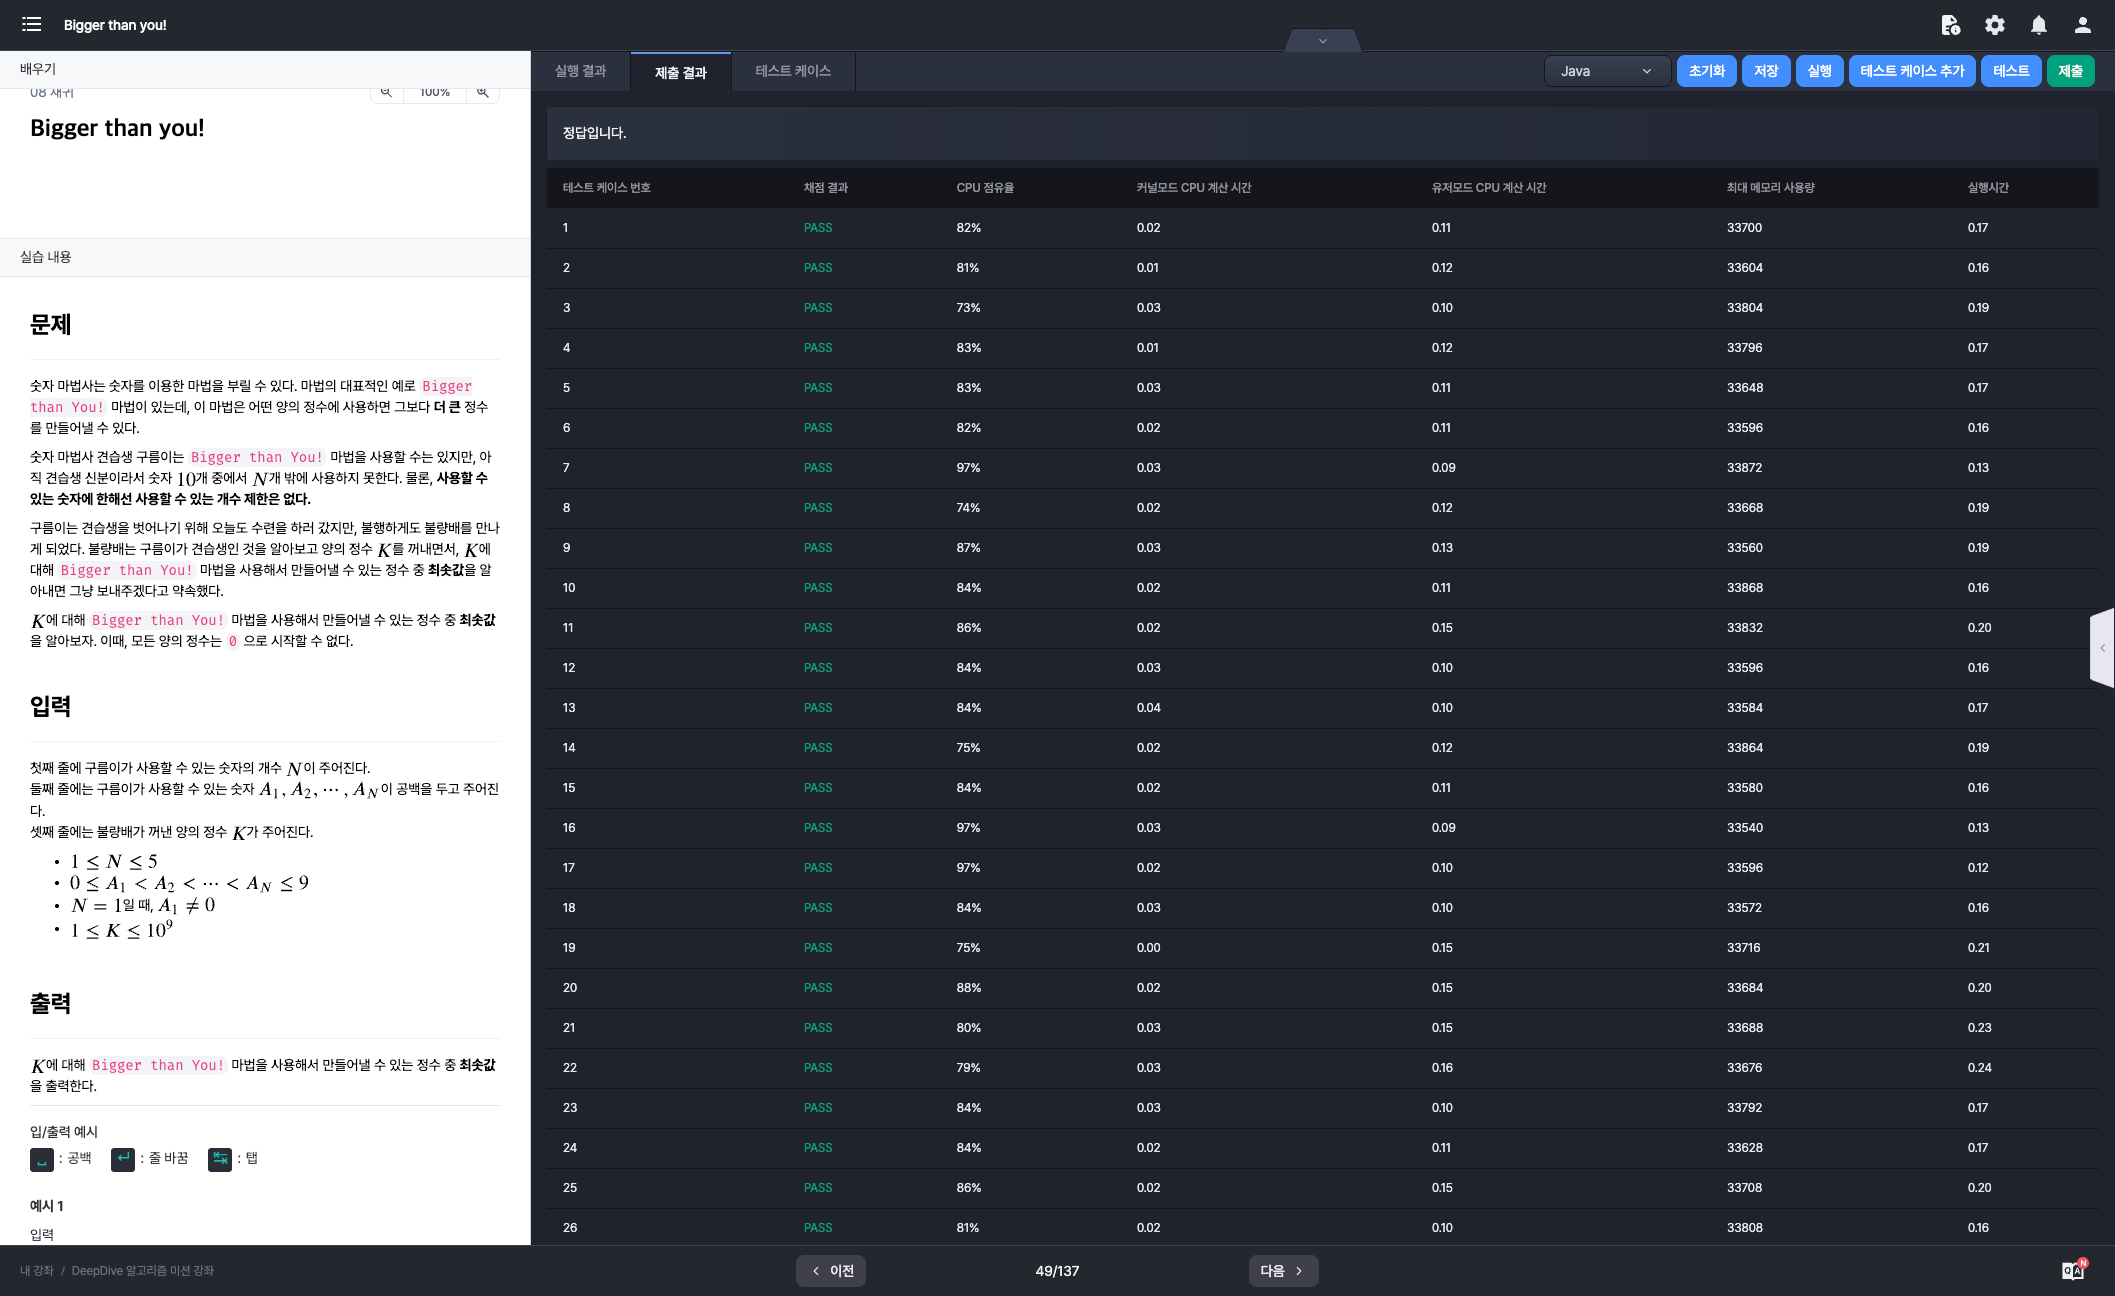 Bigger than you!
배우기
08 재귀
100%
Bigger than you!
실습 내용
문제
숫자 마법사는 숫자를 이용한 마법을 부릴 수 있다. 마법의 대표적인 예로 Bigger
than You! 마법이 있는데, 이 마법은 어떤 양의 정수에 사용하면 그보다 더 큰 정수
를 만들어낼 수 있다.
숫자 마법사 견습생 구름이는 Bigger than You! 마법을 사용할 수는 있지만, 아
직 견습생 신분이라서 숫자 10개 중에서 N개 밖에 사용하지 못한다. 물론, 사용할 수
있는 숫자에 한해선 사용할 수 있는 개수 제한은 없다.
구름이는 견습생을 벗어나기 위해 오늘도 수련을 하러 갔지만, 불행하게도 불량배를 만나
게 되었다. 불량배는 구름이가 견습생인 것을 알아보고 양의 정수 K를 꺼내면서, K에
대해 Bigger than You! 마법을 사용해서 만들어낼 수 있는 정수 중 최솟값을 알
아내면 그냥 보내주겠다고 약속했다.
K에 대해 Bigger than You! 마법을 사용해서 만들어낼 수 있는 정수 중 최솟값
을 알아보자. 이때, 모든 양의 정수는 0 으로 시작할 수 없다.
입력
첫째 줄에 구름이가 사용할 수 있는 숫자의 개수 N이 주어진다.
둘째 줄에는 구름이가 사용할 수 있는 숫자 A₁, A₂, ⋯ , A_N이 공백을 두고 주어진
다.
셋째 줄에는 불량배가 꺼낸 양의 정수 K가 주어진다.
• 1 ≤ N ≤ 5
• 0 ≤ A₁ < A₂ < ⋯ < A_N ≤ 9
• N = 1일 때, A₁ ≠ 0
• 1 ≤ K ≤ 10⁹
출력
K에 대해 Bigger than You! 마법을 사용해서 만들어낼 수 있는 정수 중 최솟값
을 출력한다.
입/출력 예시
: 공백 : 줄 바꿈 : 탭
예시 1
입력
실행 결과 제출 결과 테스트 케이스
Java 초기화 저장 실행 테스트 케이스 추가 테스트 제출
정답입니다.
테스트 케이스 번호 채점 결과 CPU 점유율 커널모드 CPU 계산 시간 유저모드 CPU 계산 시간 최대 메모리 사용량 실행시간
1 PASS 82% 0.02 0.11 33700 0.17
2 PASS 81% 0.01 0.12 33604 0.16
3 PASS 73% 0.03 0.10 33804 0.19
4 PASS 83% 0.01 0.12 33796 0.17
5 PASS 83% 0.03 0.11 33648 0.17
6 PASS 82% 0.02 0.11 33596 0.16
7 PASS 97% 0.03 0.09 33872 0.13
8 PASS 74% 0.02 0.12 33668 0.19
9 PASS 87% 0.03 0.13 33560 0.19
10 PASS 84% 0.02 0.11 33868 0.16
11 PASS 86% 0.02 0.15 33832 0.20
12 PASS 84% 0.03 0.10 33596 0.16
13 PASS 84% 0.04 0.10 33584 0.17
14 PASS 75% 0.02 0.12 33864 0.19
15 PASS 84% 0.02 0.11 33580 0.16
16 PASS 97% 0.03 0.09 33540 0.13
17 PASS 97% 0.02 0.10 33596 0.12
18 PASS 84% 0.03 0.10 33572 0.16
19 PASS 75% 0.00 0.15 33716 0.21
20 PASS 88% 0.02 0.15 33684 0.20
21 PASS 80% 0.03 0.15 33688 0.23
22 PASS 79% 0.03 0.16 33676 0.24
23 PASS 84% 0.03 0.10 33792 0.17
24 PASS 84% 0.02 0.11 33628 0.17
25 PASS 86% 0.02 0.15 33708 0.20
26 PASS 81% 0.02 0.10 33808 0.16
내 강좌 / DeepDive 알고리즘 미션 강좌
이전 49/137 다음
Q A N